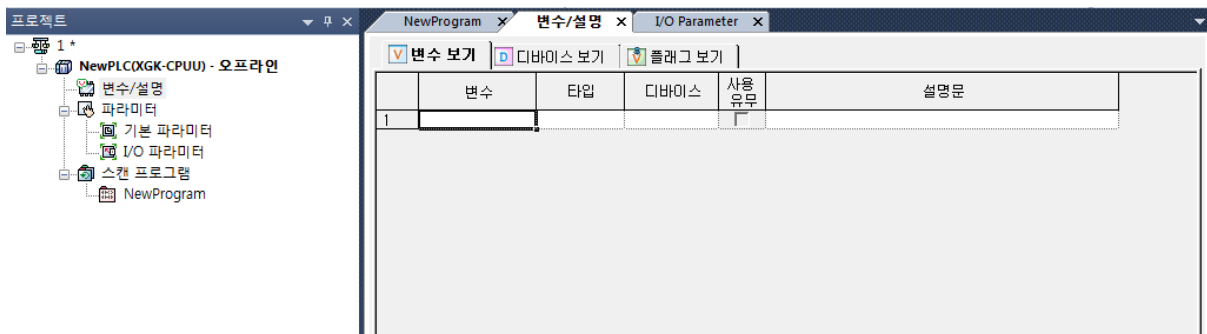 프로젝트
1 *
NewPLC(XGK-CPUU) - 오프라인
변수/설명
파라미터
기본 파라미터
I/O 파라미터
스캔 프로그램
NewProgram
NewProgram 변수/설명 I/O Parameter
V 변수 보기 D 디바이스 보기 V 플래그 보기
변수 타입 디바이스 사용 유무 설명문
1